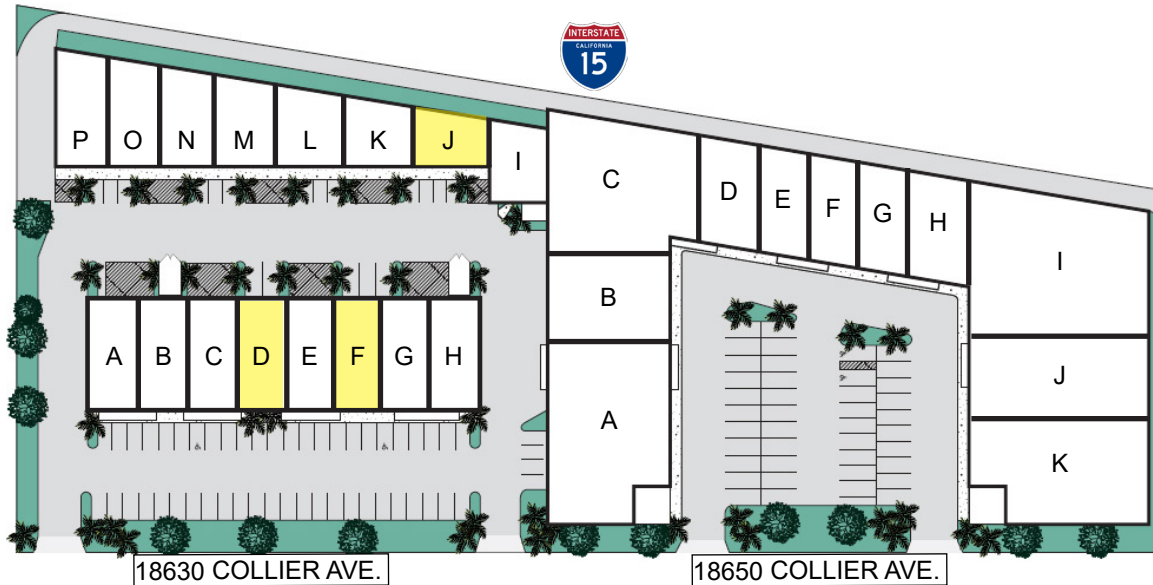 INTERSTATE
CALIFORNIA
15
P O N M L K J I
C D E F G H I
B
A B C D E F G H
J
A
K
18630 COLLIER AVE.
18650 COLLIER AVE.